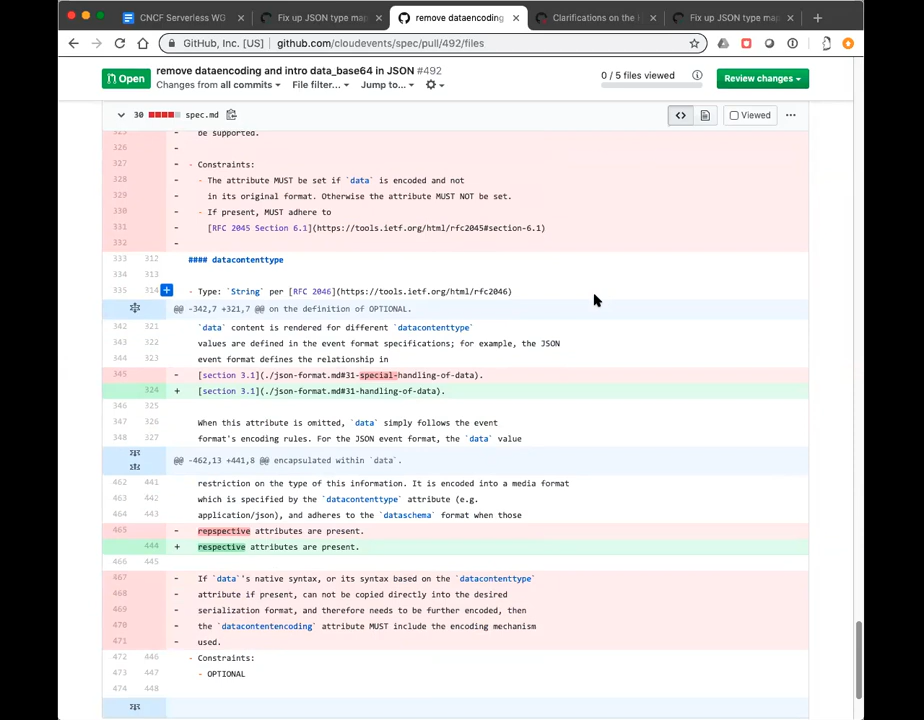 CNCF Serverless WG
Fix up JSON type map
remove dataencoding
Clarifications on the
Fix up JSON type map
GitHub, Inc. [US]
github.com/cloudevents/spec/pull/492/files
Open
remove dataencoding and intro data_base64 in JSON #492
Changes from all commits
File filter...
Jump to...
0 / 5 files viewed
Review changes
30
spec.md
Viewed
325 - be supported.
326 -
327 - - Constraints:
328 - - The attribute MUST be set if `data` is encoded and not
329 - in its original format. Otherwise the attribute MUST NOT be set.
330 - - If present, MUST adhere to
331 - [RFC 2045 Section 6.1](https://tools.ietf.org/html/rfc2045#section-6.1)
332 -
333 312 #### datacontenttype
334 313
335 314 - Type: `String` per [RFC 2046](https://tools.ietf.org/html/rfc2046)
@@ -342,7 +321,7 @@ on the definition of OPTIONAL.
342 321 `data` content is rendered for different `datacontenttype`
343 322 values are defined in the event format specifications; for example, the JSON
344 323 event format defines the relationship in
345 - [section 3.1](./json-format.md#31-special-handling-of-data).
324 + [section 3.1](./json-format.md#31-handling-of-data).
346 325
347 326 When this attribute is omitted, `data` simply follows the event
348 327 format's encoding rules. For the JSON event format, the `data` value
@@ -462,13 +441,8 @@ encapsulated within `data`.
462 441 restriction on the type of this information. It is encoded into a media format
463 442 which is specified by the `datacontenttype` attribute (e.g.
464 443 application/json), and adheres to the `dataschema` format when those
465 - repspective attributes are present.
444 + respective attributes are present.
466 445
467 - If `data`'s native syntax, or its syntax based on the `datacontenttype`
468 - attribute if present, can not be copied directly into the desired
469 - serialization format, and therefore needs to be further encoded, then
470 - the `datacontentencoding` attribute MUST include the encoding mechanism
471 - used.
472 446 - Constraints:
473 447 - OPTIONAL
474 448